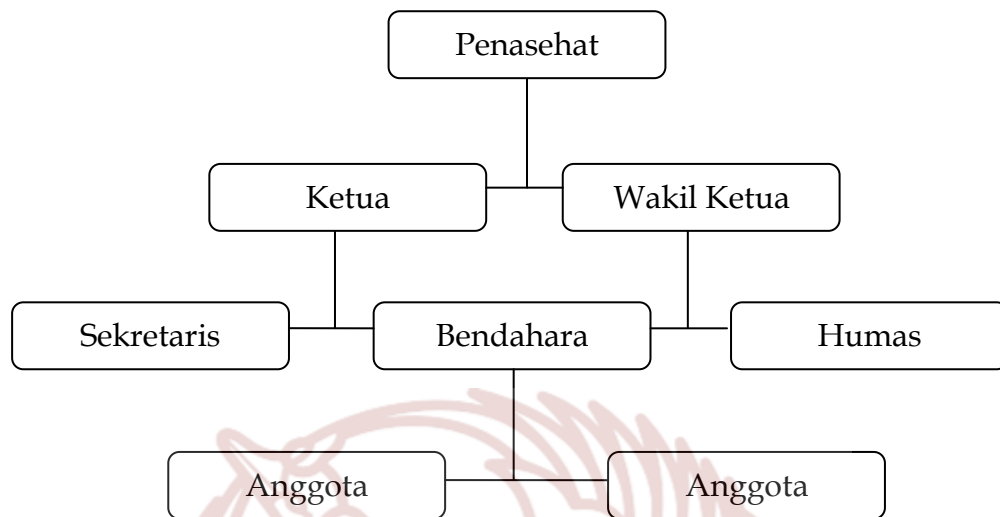 Penasehat
Ketua
Wakil Ketua
Sekretaris
Bendahara
Humas
Anggota
Anggota